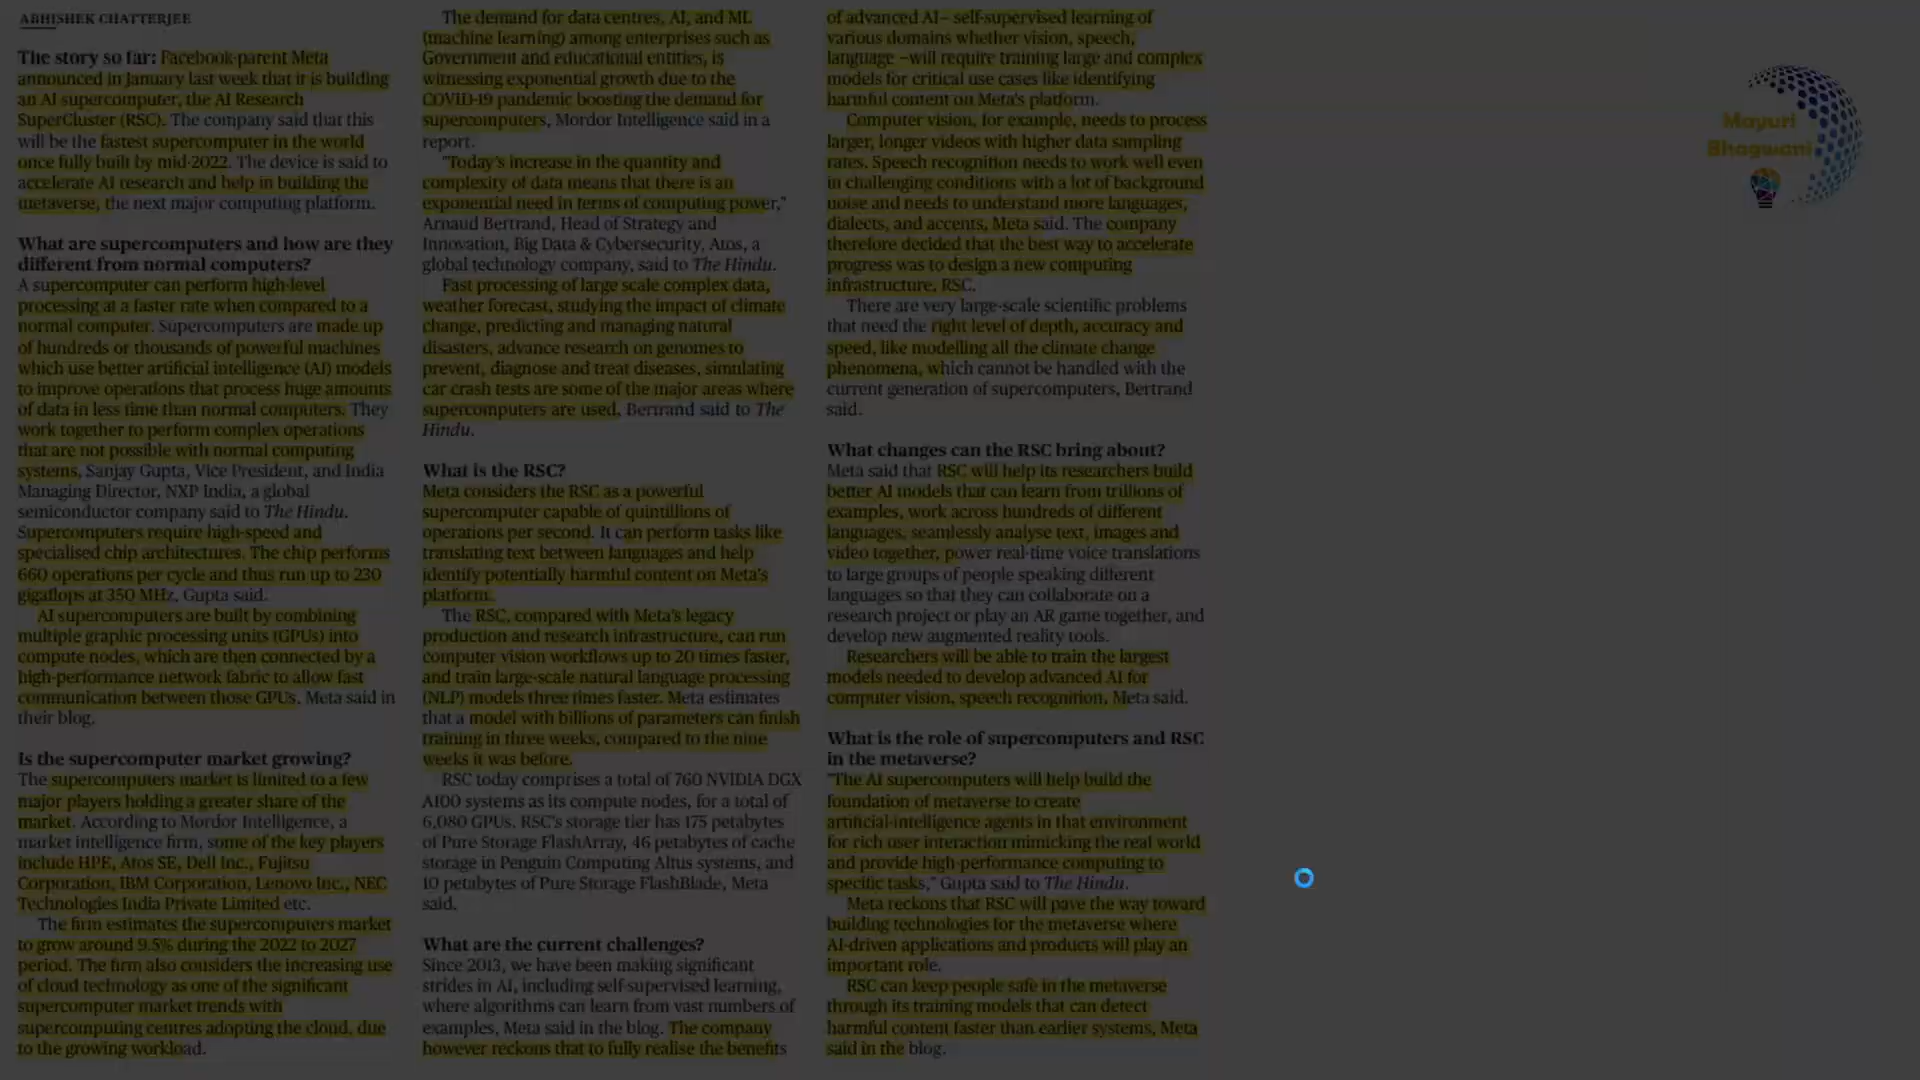 ABHISHEK CHATTERJEE
The story so far: Facebook-parent Meta
announced in January last week that it is building
an AI supercomputer, the AI Research
SuperCluster (RSC). The company said that this
will be the fastest supercomputer in the world
once fully built by mid-2022. The device is said to
accelerate AI research and help in building the
metaverse, the next major computing platform.
What are supercomputers and how are they
different from normal computers?
A supercomputer can perform high-level
processing at a faster rate when compared to a
normal computer. Supercomputers are made up
of hundreds or thousands of powerful machines
which use better artificial intelligence (AI) models
to improve operations that process huge amounts
of data in less time than normal computers. They
work together to perform complex operations
that are not possible with normal computing
systems, Sanjay Gupta, Vice President, and India
Managing Director, NXP India, a global
semiconductor company said to The Hindu.
Supercomputers require high-speed and
specialised chip architectures. The chip performs
660 operations per cycle and thus run up to 230
gigaflops at 350 MHz, Gupta said.
AI supercomputers are built by combining
multiple graphic processing units (GPUs) into
compute nodes, which are then connected by a
high-performance network fabric to allow fast
communication between those GPUs, Meta said in
their blog.
Is the supercomputer market growing?
The supercomputers market is limited to a few
major players holding a greater share of the
market. According to Mordor Intelligence, a
market intelligence firm, some of the key players
include HPE, Atos SE, Dell Inc., Fujitsu
Corporation, IBM Corporation, Lenovo Inc., NEC
Technologies India Private Limited etc.
The firm estimates the supercomputers market
to grow around 9.5% during the 2022 to 2027
period. The firm also considers the increasing use
of cloud technology as one of the significant
supercomputer market trends with
supercomputing centres adopting the cloud, due
to the growing workload.
The demand for data centres, AI, and ML
(machine learning) among enterprises such as
Government and educational entities, is
witnessing exponential growth due to the
COVID-19 pandemic boosting the demand for
supercomputers, Mordor Intelligence said in a
report.
"Today's increase in the quantity and
complexity of data means that there is an
exponential need in terms of computing power,"
Arnaud Bertrand, Head of Strategy and
Innovation, Big Data & Cybersecurity, Atos, a
global technology company, said to The Hindu.
Fast processing of large scale complex data,
weather forecast, studying the impact of climate
change, predicting and managing natural
disasters, advance research on genomes to
prevent, diagnose and treat diseases, simulating
car crash tests are some of the major areas where
supercomputers are used, Bertrand said to The
Hindu.
What is the RSC?
Meta considers the RSC as a powerful
supercomputer capable of quintillions of
operations per second. It can perform tasks like
translating text between languages and help
identify potentially harmful content on Meta's
platform.
The RSC, compared with Meta's legacy
production and research infrastructure, can run
computer vision workflows up to 20 times faster,
and train large-scale natural language processing
(NLP) models three times faster. Meta estimates
that a model with billions of parameters can finish
training in three weeks, compared to the nine
weeks it was before.
RSC today comprises a total of 760 NVIDIA DGX
A100 systems as its compute nodes, for a total of
6,080 GPUs. RSC's storage tier has 175 petabytes
of Pure Storage FlashArray, 46 petabytes of cache
storage in Penguin Computing Altus systems, and
10 petabytes of Pure Storage FlashBlade, Meta
said.
What are the current challenges?
Since 2013, we have been making significant
strides in AI, including self-supervised learning,
where algorithms can learn from vast numbers of
examples, Meta said in the blog. The company
however reckons that to fully realise the benefits
of advanced AI– self-supervised learning of
various domains whether vision, speech,
language –will require training large and complex
models for critical use cases like identifying
harmful content on Meta's platform.
Computer vision, for example, needs to process
larger, longer videos with higher data sampling
rates. Speech recognition needs to work well even
in challenging conditions with a lot of background
noise and needs to understand more languages,
dialects, and accents, Meta said. The company
therefore decided that the best way to accelerate
progress was to design a new computing
infrastructure, RSC.
There are very large-scale scientific problems
that need the right level of depth, accuracy and
speed, like modelling all the climate change
phenomena, which cannot be handled with the
current generation of supercomputers, Bertrand
said.
What changes can the RSC bring about?
Meta said that RSC will help its researchers build
better AI models that can learn from trillions of
examples, work across hundreds of different
languages, seamlessly analyse text, images and
video together, power real-time voice translations
to large groups of people speaking different
languages so that they can collaborate on a
research project or play an AR game together, and
develop new augmented reality tools.
Researchers will be able to train the largest
models needed to develop advanced AI for
computer vision, speech recognition, Meta said.
What is the role of supercomputers and RSC
in the metaverse?
"The AI supercomputers will help build the
foundation of metaverse to create
artificial-intelligence agents in that environment
for rich user interaction mimicking the real world
and provide high-performance computing to
specific tasks," Gupta said to The Hindu.
Meta reckons that RSC will pave the way toward
building technologies for the metaverse where
AI-driven applications and products will play an
important role.
RSC can keep people safe in the metaverse
through its training models that can detect
harmful content faster than earlier systems, Meta
said in the blog.
Mayuri
Bhagwani